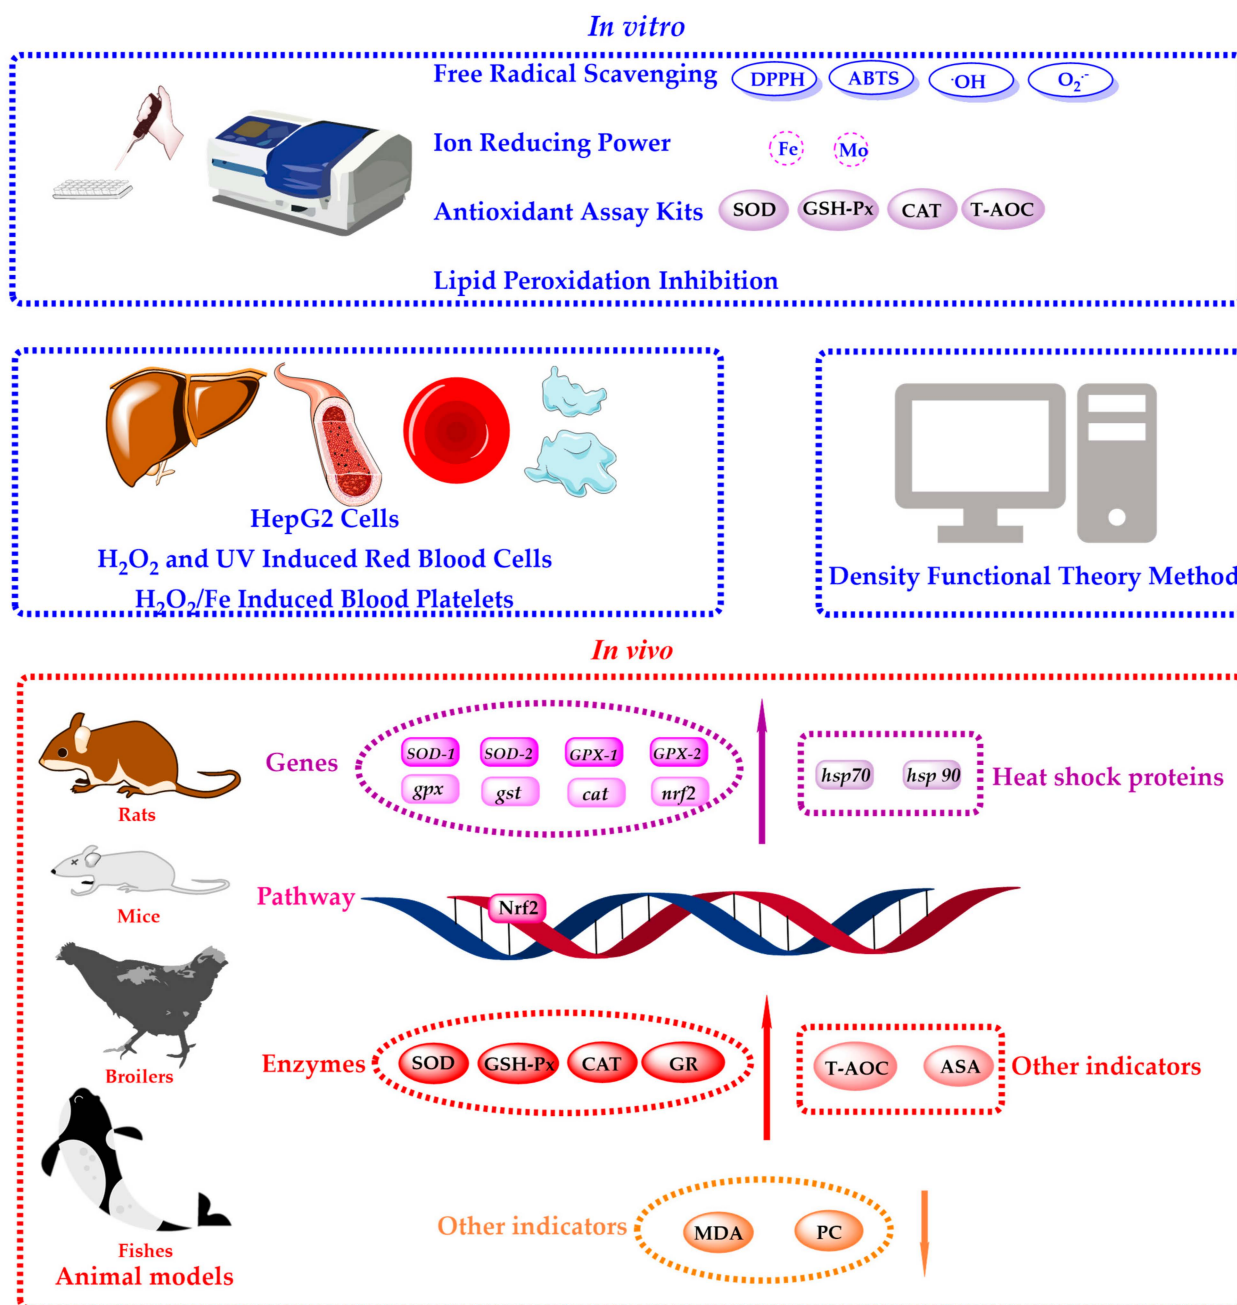 In vitro
Free Radical Scavenging DPPH ABTS ·OH O₂·⁻
Ion Reducing Power Fe Mo
Antioxidant Assay Kits SOD GSH-Px CAT T-AOC
Lipid Peroxidation Inhibition
HepG2 Cells
H₂O₂ and UV Induced Red Blood Cells
H₂O₂/Fe Induced Blood Platelets
Density Functional Theory Method
In vivo
Rats
Mice
Broilers
Fishes
Animal models
Genes
SOD-1 SOD-2 GPX-1 GPX-2
gpx gst cat nrf2
hsp70 hsp 90 Heat shock proteins
Pathway Nrf2
Enzymes SOD GSH-Px CAT GR
T-AOC ASA Other indicators
Other indicators MDA PC